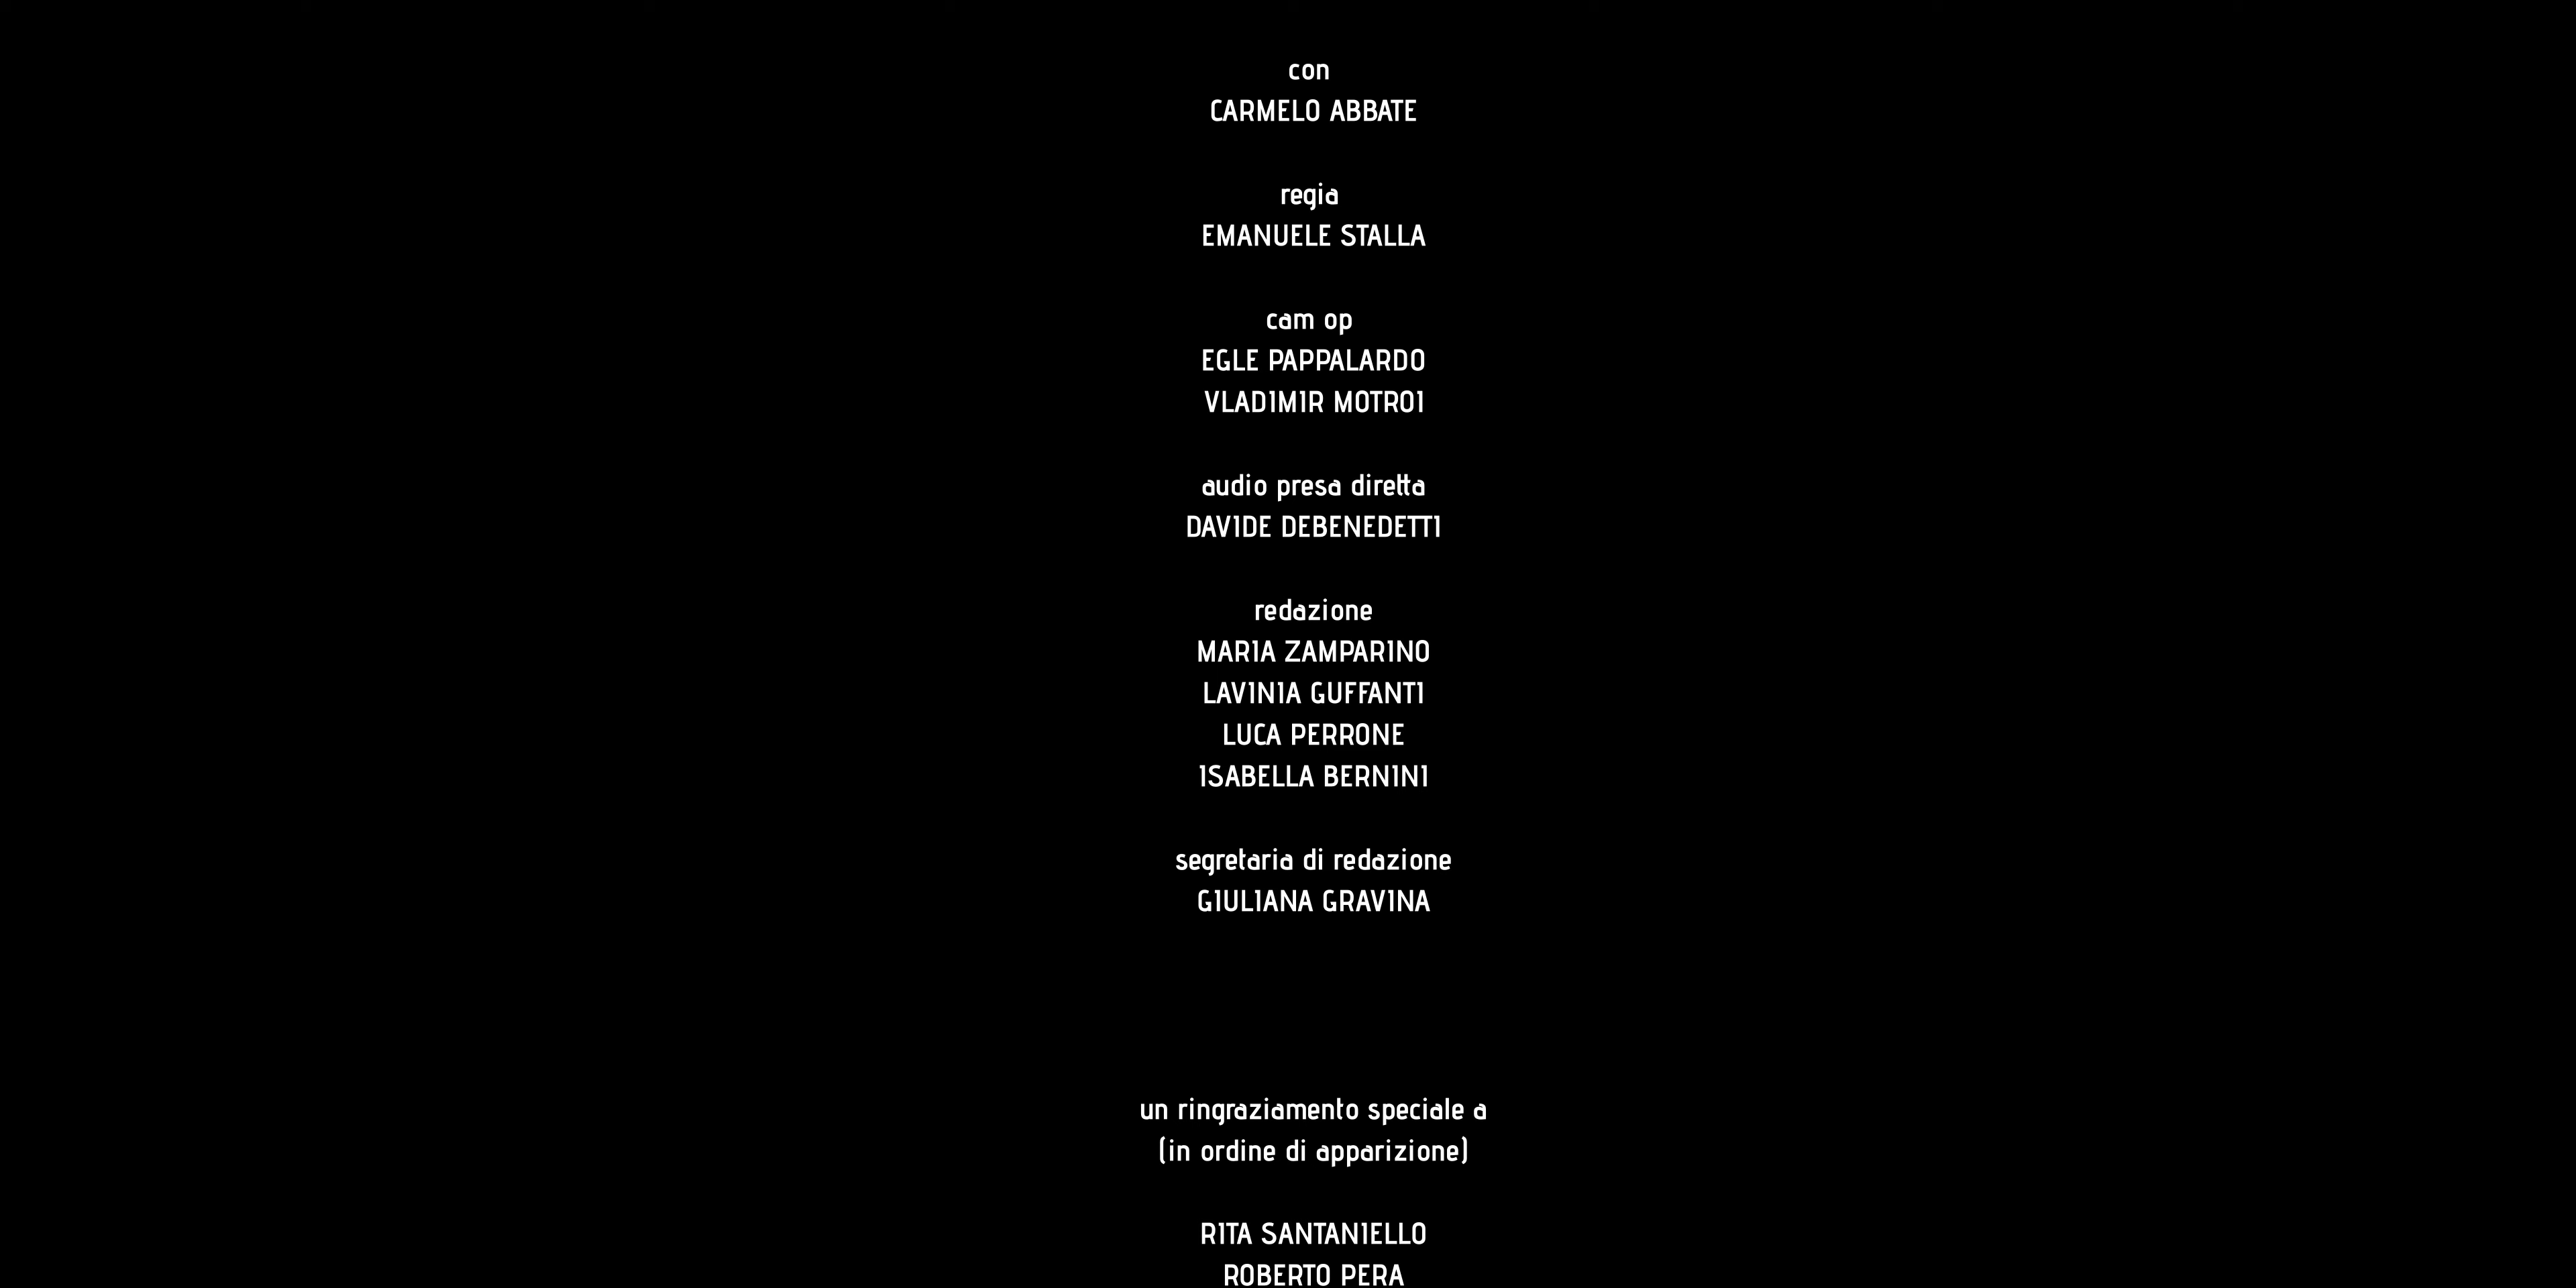 con
CARMELO ABBATE
regia
EMANUELE STALLA
cam op
EGLE PAPPALARDO
VLADIMIR MOTROI
audio presa diretta
DAVIDE DEBENEDETTI
redazione
MARIA ZAMPARINO
LAVINIA GUFFANTI
LUCA PERRONE
ISABELLA BERNINI
segretaria di redazione
GIULIANA GRAVINA
un ringraziamento speciale a
(in ordine di apparizione)
RITA SANTANIELLO
ROBERTO PERA